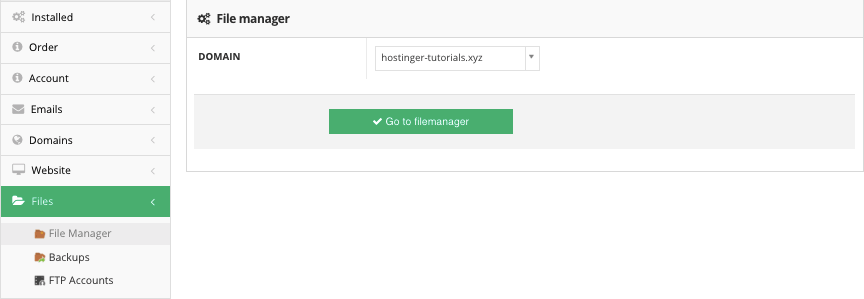 Installed
Order
Account
Emails
Domains
Website
Files
File Manager
Backups
FTP Accounts
File manager
DOMAIN
hostinger-tutorials.xyz
Go to filemanager